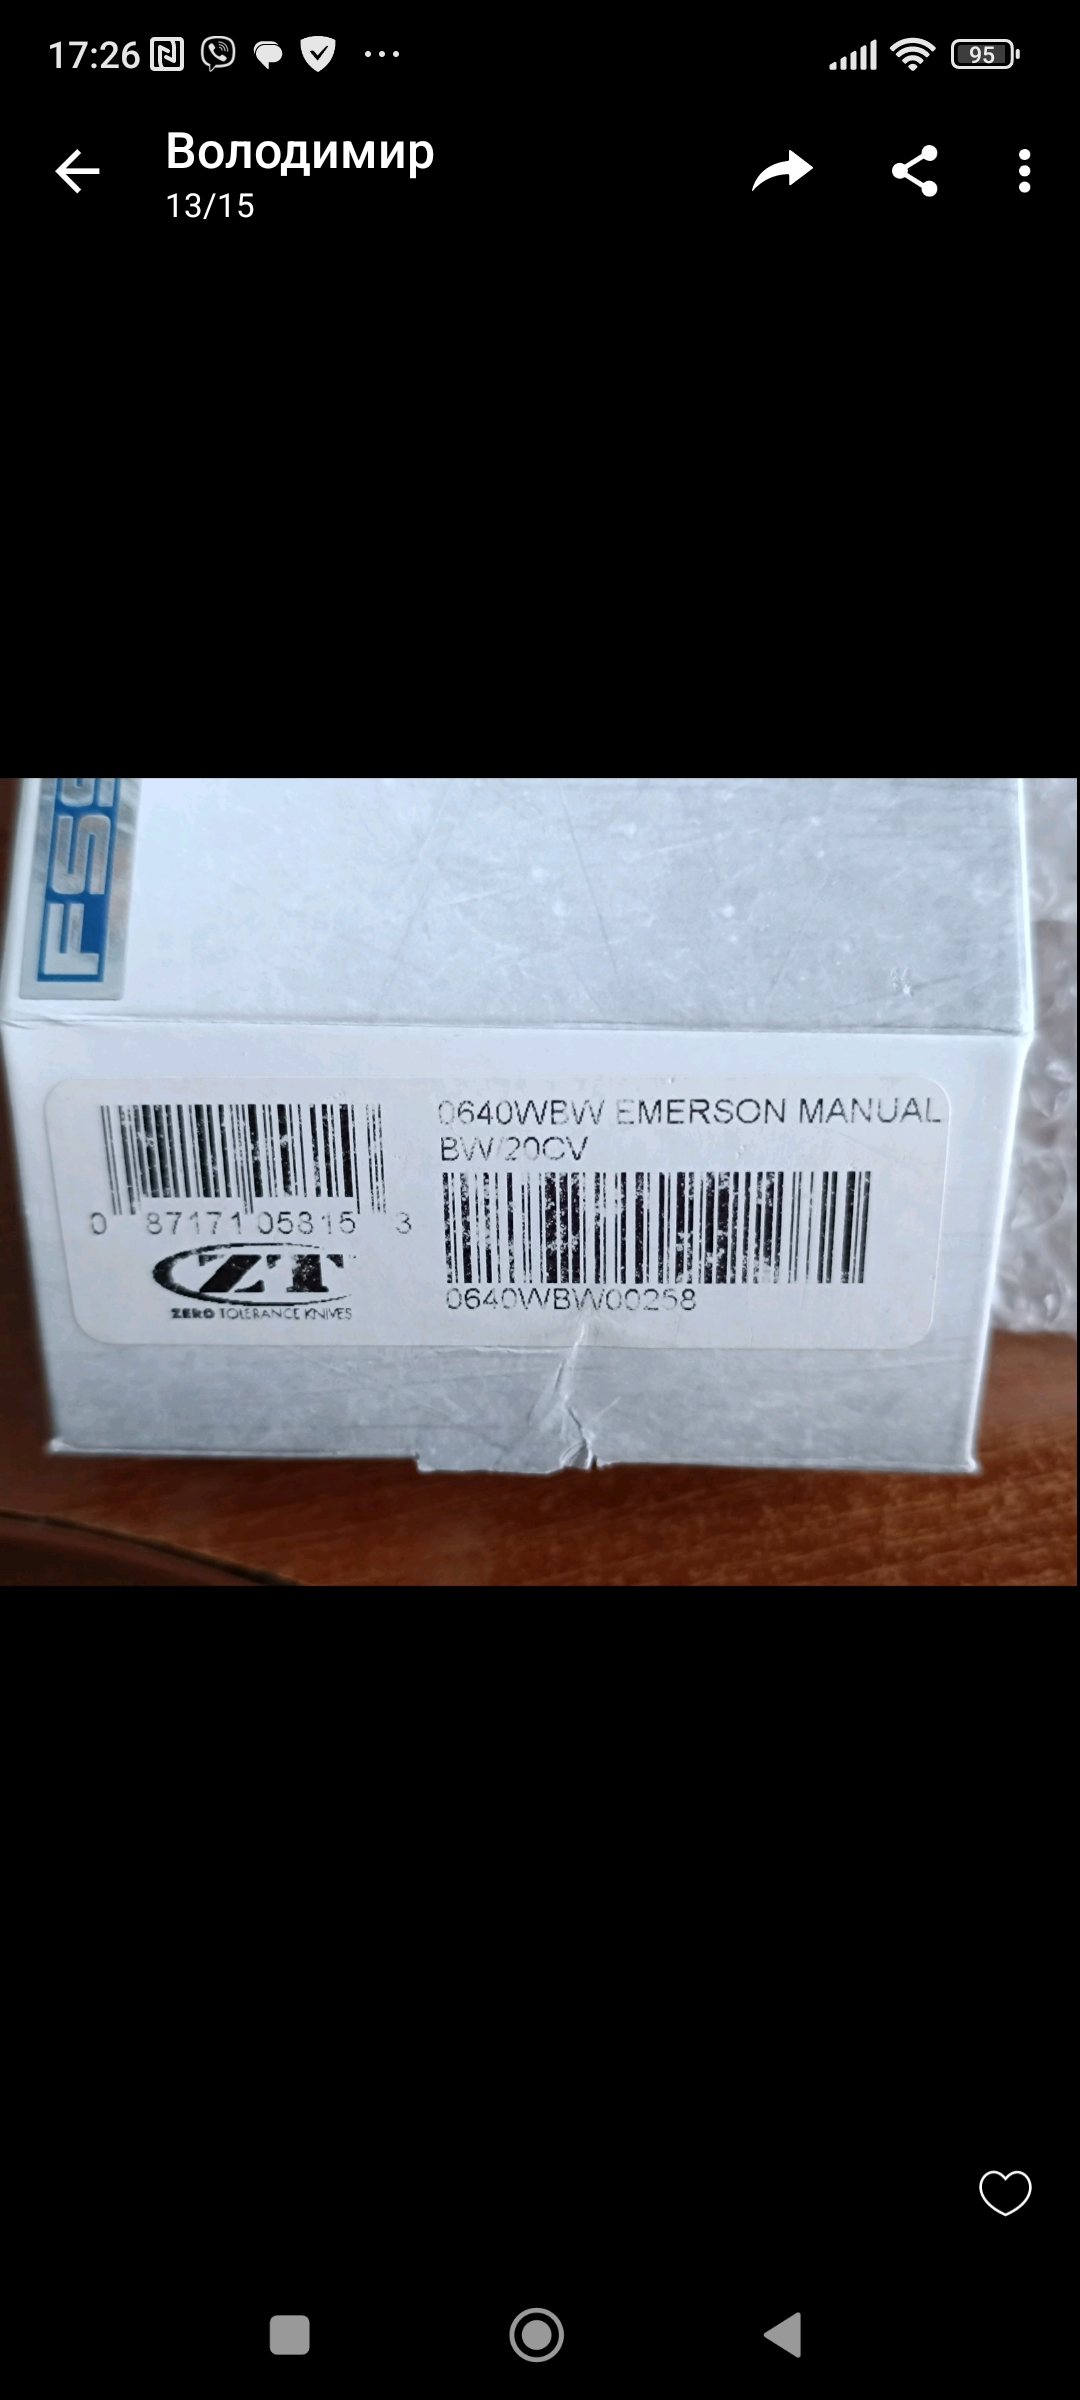 17:26
95
Володимир
13/15
0640WBW EMERSON MANUAL
BW/20CV
0 87171 05315 3
ZT
ZERO TOLERANCE KNIVES
0640WBW00258